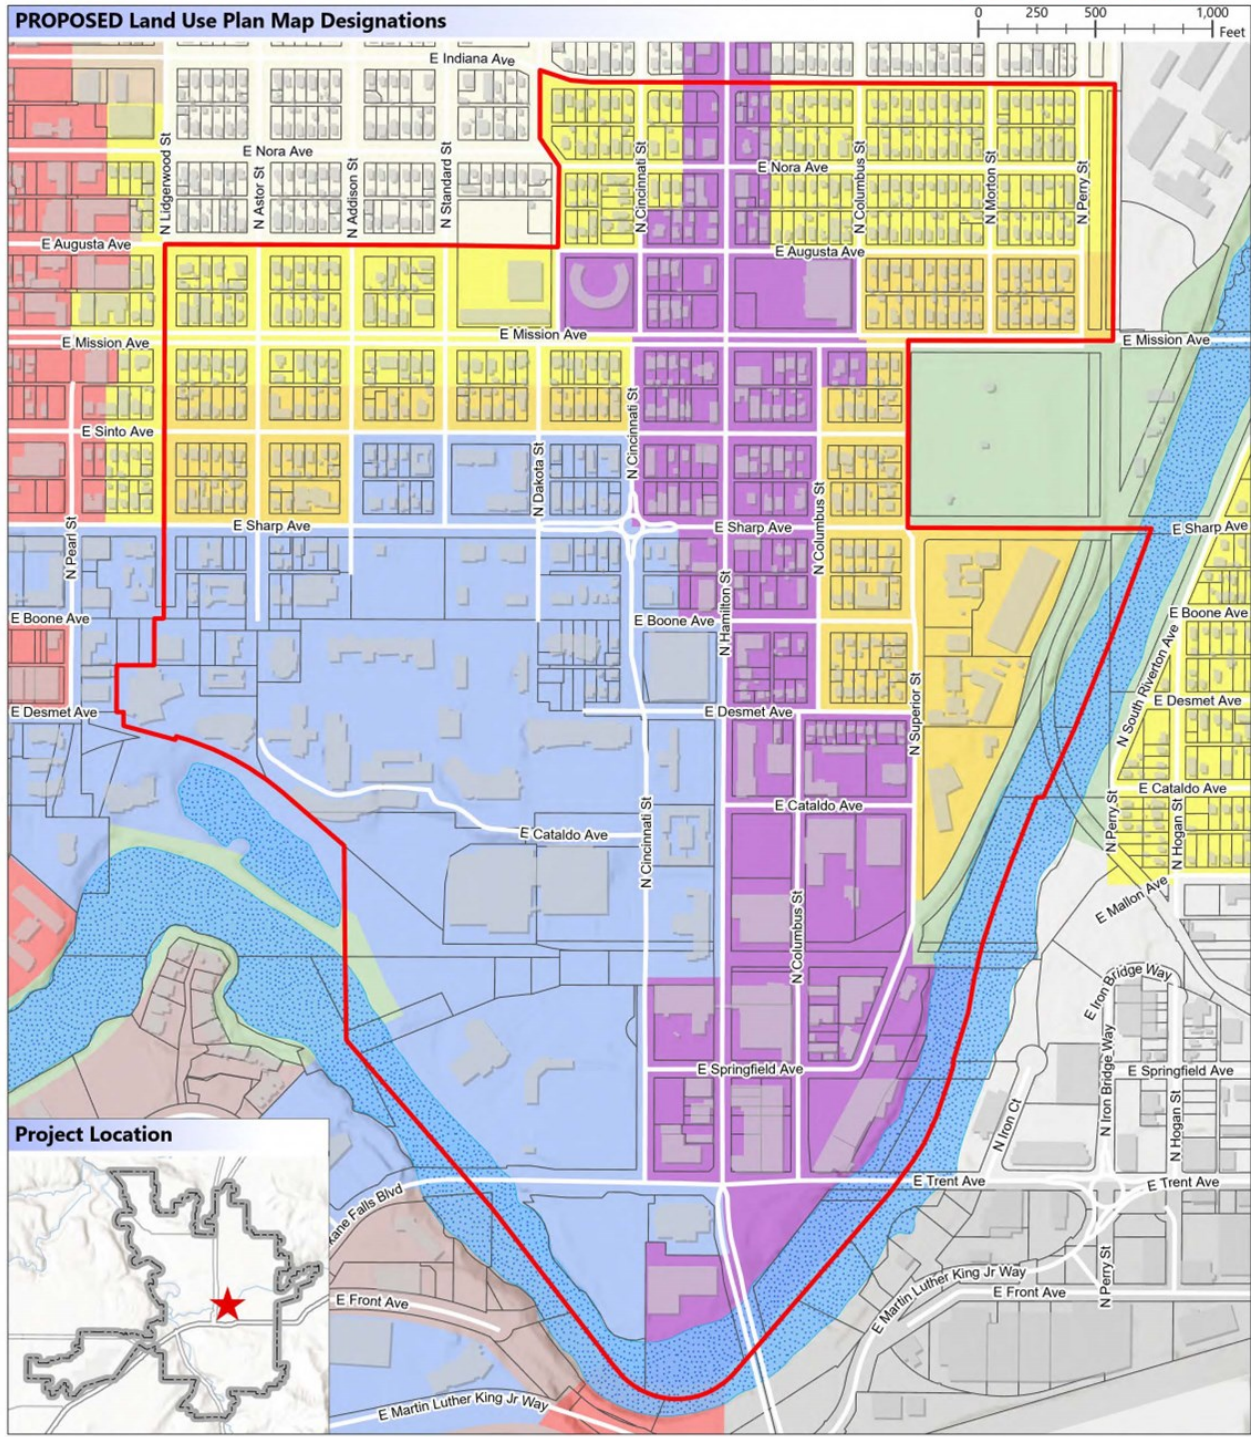 PROPOSED Land Use Plan Map Designations
0 250 500 1,000
Feet
E Indiana Ave
E Nora Ave
N Lidgerwood St
N Astor St
N Addison St
N Standard St
N Cincinnati St
E Nora Ave
N Columbus St
N Morton St
N Perry St
E Augusta Ave
E Augusta Ave
E Mission Ave
E Mission Ave
E Mission Ave
E Sinto Ave
N Cincinnati St
N Dakota St
N Columbus St
E Sharp Ave
E Sharp Ave
E Sharp Ave
N Pearl St
N Hamilton St
E Boone Ave
E Boone Ave
E Boone Ave
N South Riverton Ave
N Superior St
E Desmet Ave
E Desmet Ave
E Desmet Ave
E Cataldo Ave
E Cataldo Ave
E Cataldo Ave
N Cincinnati St
N Perry St
N Hogan St
E Mallon Ave
N Columbus St
E Iron Bridge Way
N Iron Bridge Way
E Springfield Ave
E Springfield Ave
N Iron Ct
N Hogan St
Project Location
E Trent Ave
E Trent Ave
kane Falls Blvd
N Perry St
E Martin Luther King Jr Way
E Front Ave
E Front Ave
E Martin Luther King Jr Way